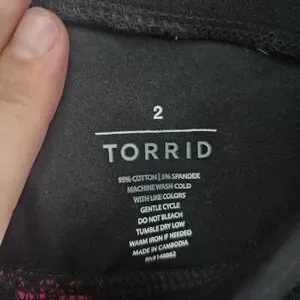 2
TORRID
95% COTTON | 5% SPANDEX
MACHINE WASH COLD
WITH LIKE COLORS
GENTLE CYCLE
DO NOT BLEACH
TUMBLE DRY LOW
WARM IRON IF NEEDED
MADE IN CAMBODIA